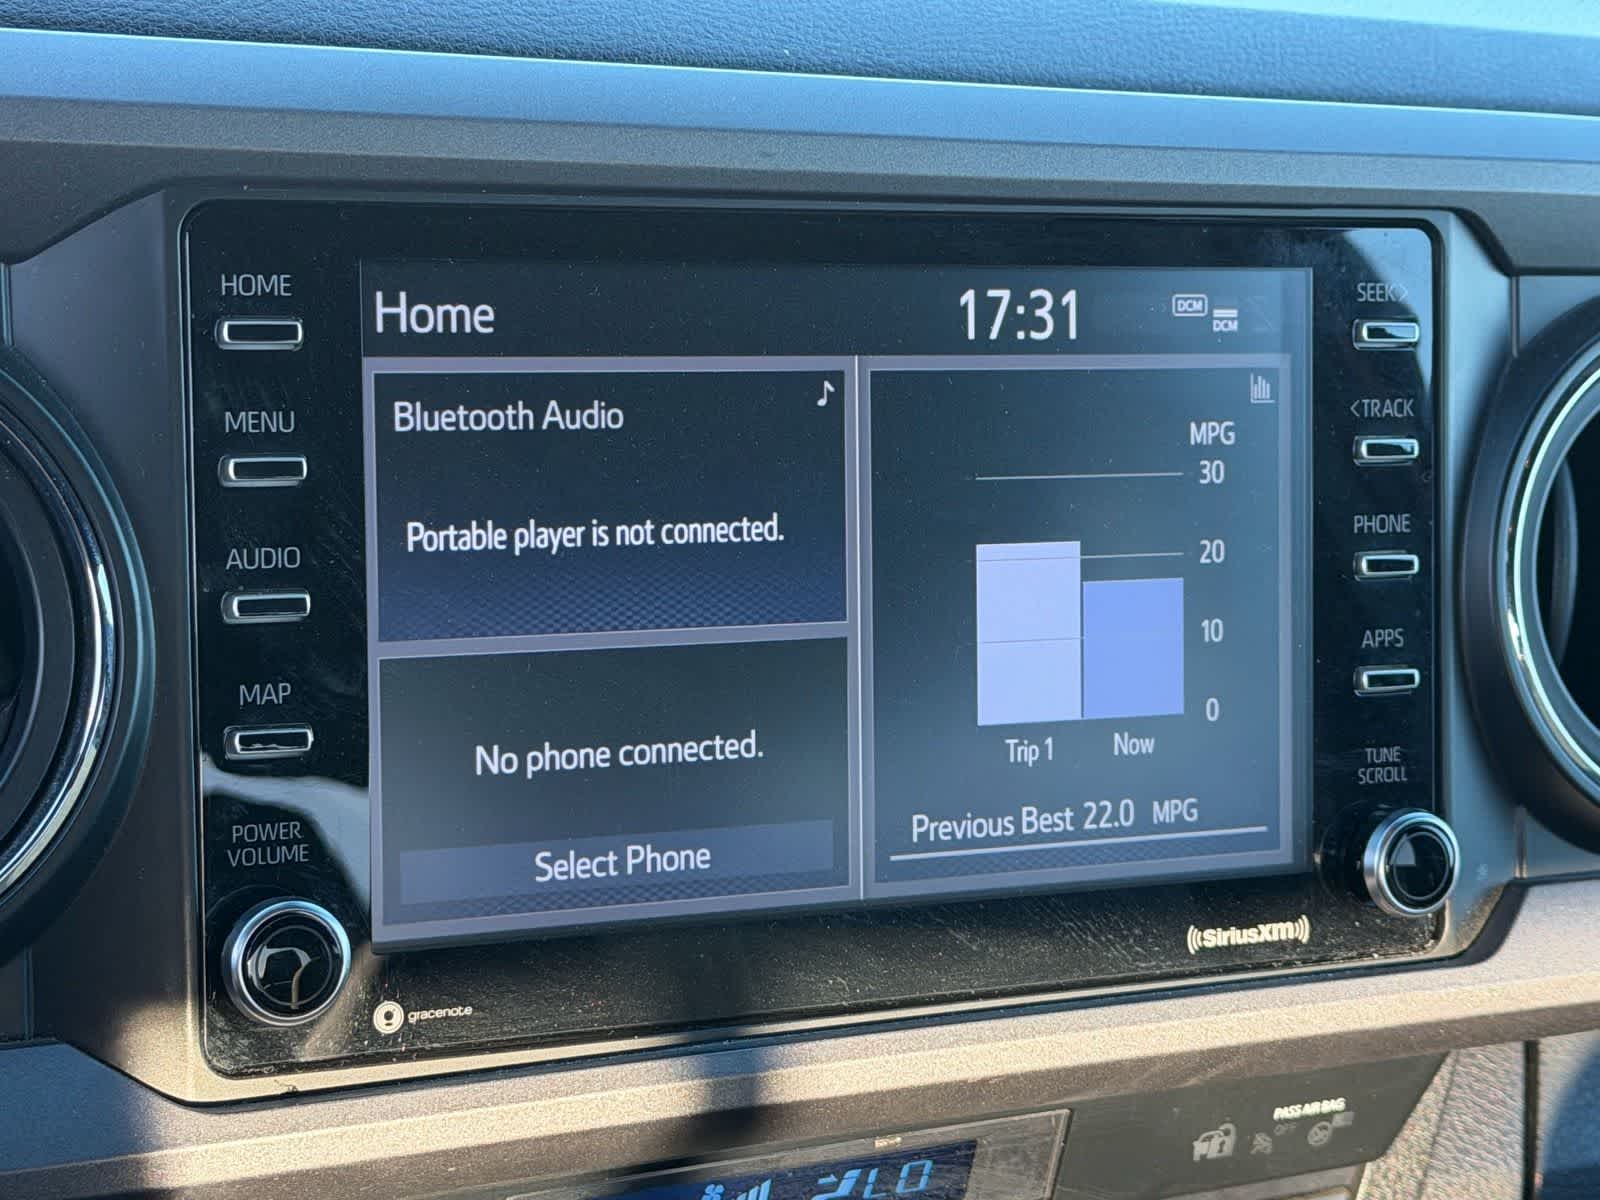 HOME
MENU
AUDIO
MAP
POWER
VOLUME
Home
17:31
DCM
DCM
Bluetooth Audio
Portable player is not connected.
No phone connected.
Select Phone
MPG
30
20
10
0
Trip 1
Now
Previous Best 22.0 MPG
SEEK>
<TRACK
PHONE
APPS
TUNE
SCROLL
gracenote
SiriusXM
PASS AIR BAG
OFF
LO